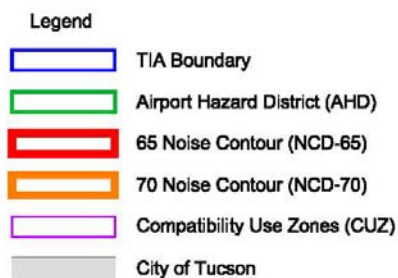 Legend
TIA Boundary
Airport Hazard District (AHD)
65 Noise Contour (NCD-65)
70 Noise Contour (NCD-70)
Compatibility Use Zones (CUZ)
City of Tucson